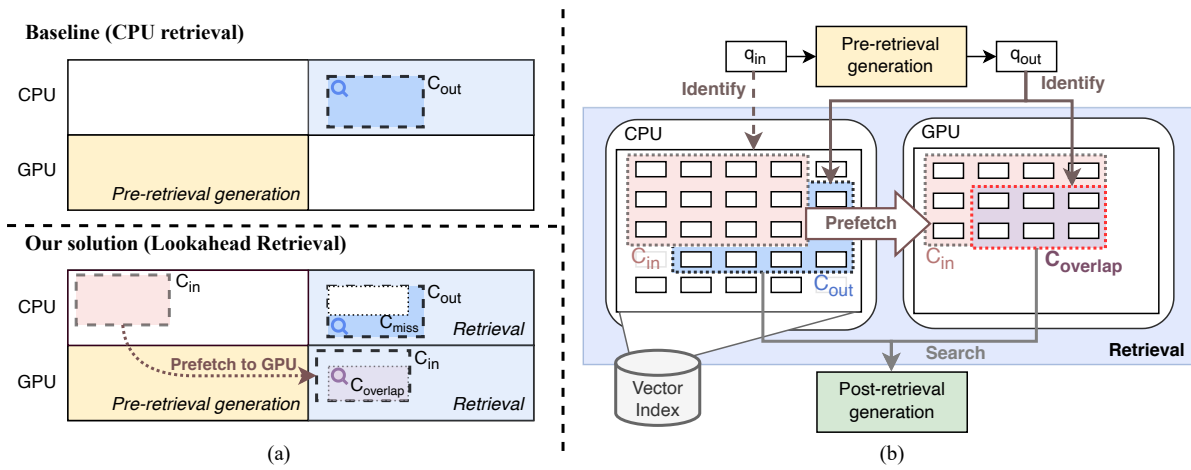 Baseline (CPU retrieval)
CPU
C_out
GPU
Pre-retrieval generation
Our solution (Lookahead Retrieval)
C_in
CPU
C_out
C_miss
Retrieval
Prefetch to GPU
C_in
GPU
C_overlap
Pre-retrieval generation
Retrieval
(a)
q_in
Pre-retrieval
generation
q_out
Identify
Identify
CPU
GPU
Prefetch
C_in
C_out
C_in
C_overlap
Search
Retrieval
Vector
Index
Post-retrieval
generation
(b)